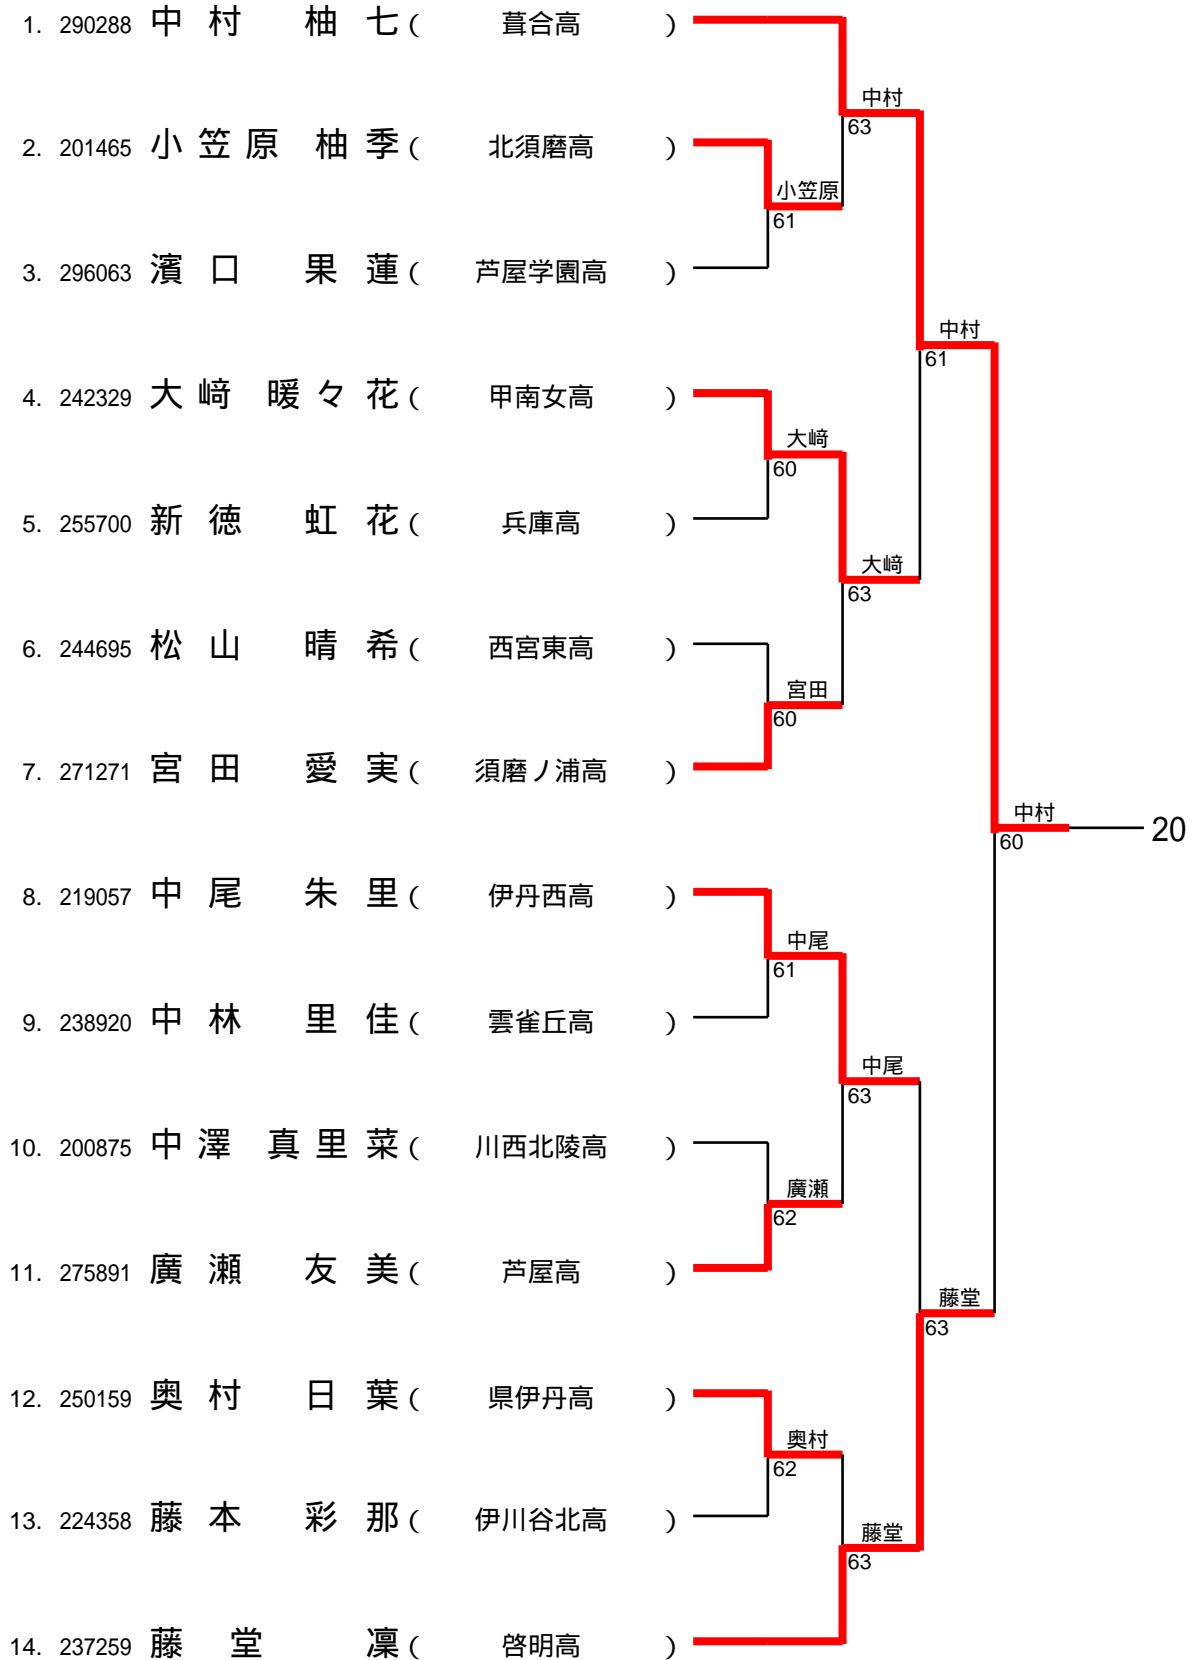 1. 290288 中村 柚七 ( 葺合高 )
中村
63
2. 201465 小笠原 柚季 ( 北須磨高 )
小笠原
61
3. 296063 濱口 果蓮 ( 芦屋学園高 )
中村
61
4. 242329 大﨑 暖々花 ( 甲南女高 )
大﨑
60
5. 255700 新徳 虹花 ( 兵庫高 )
大﨑
63
6. 244695 松山 晴希 ( 西宮東高 )
宮田
60
7. 271271 宮田 愛実 ( 須磨ノ浦高 )
中村
60
20
8. 219057 中尾 朱里 ( 伊丹西高 )
中尾
61
9. 238920 中林 里佳 ( 雲雀丘高 )
中尾
63
10. 200875 中澤 真里菜 ( 川西北陵高 )
廣瀬
62
11. 275891 廣瀬 友美 ( 芦屋高 )
藤堂
63
12. 250159 奥村 日葉 ( 県伊丹高 )
奥村
62
13. 224358 藤本 彩那 ( 伊川谷北高 )
藤堂
63
14. 237259 藤堂 凜 ( 啓明高 )